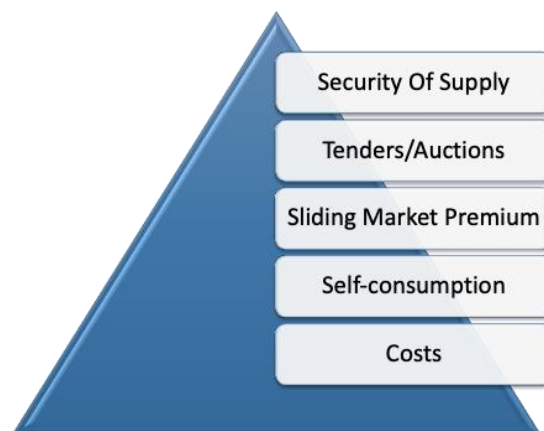 Security Of Supply
Tenders/Auctions
Sliding Market Premium
Self-consumption
Costs